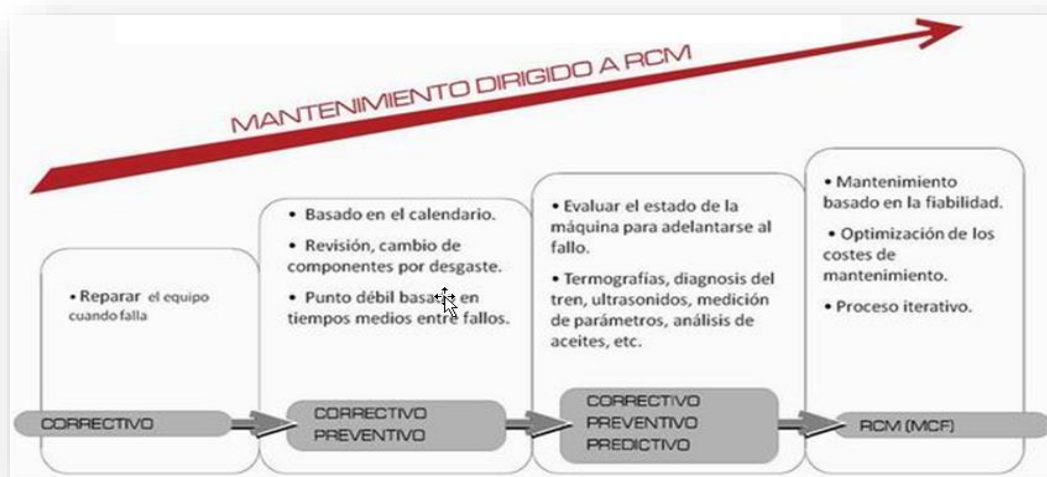 MANTENIMIENTO DIRIGIDO A RCM
• Reparar el equipo
cuando falla
• Basado en el calendario.
• Revisión, cambio de
componentes por desgaste.
• Punto débil en
tiempos medios entre fallos.
• Evaluar el estado de la
máquina para adelantarse al
fallo.
• Termografías, diagnosis del
tren, ultrasonidos, medición
de parámetros, análisis de
aceites, etc.
• Mantenimiento
basado en la fiabilidad.
• Optimización de los
costes de
mantenimiento.
• Proceso iterativo.
CORRECTIVO
CORRECTIVO
PREVENTIVO
CORRECTIVO
PREVENTIVO
PREDICTIVO
RCM (MCF)